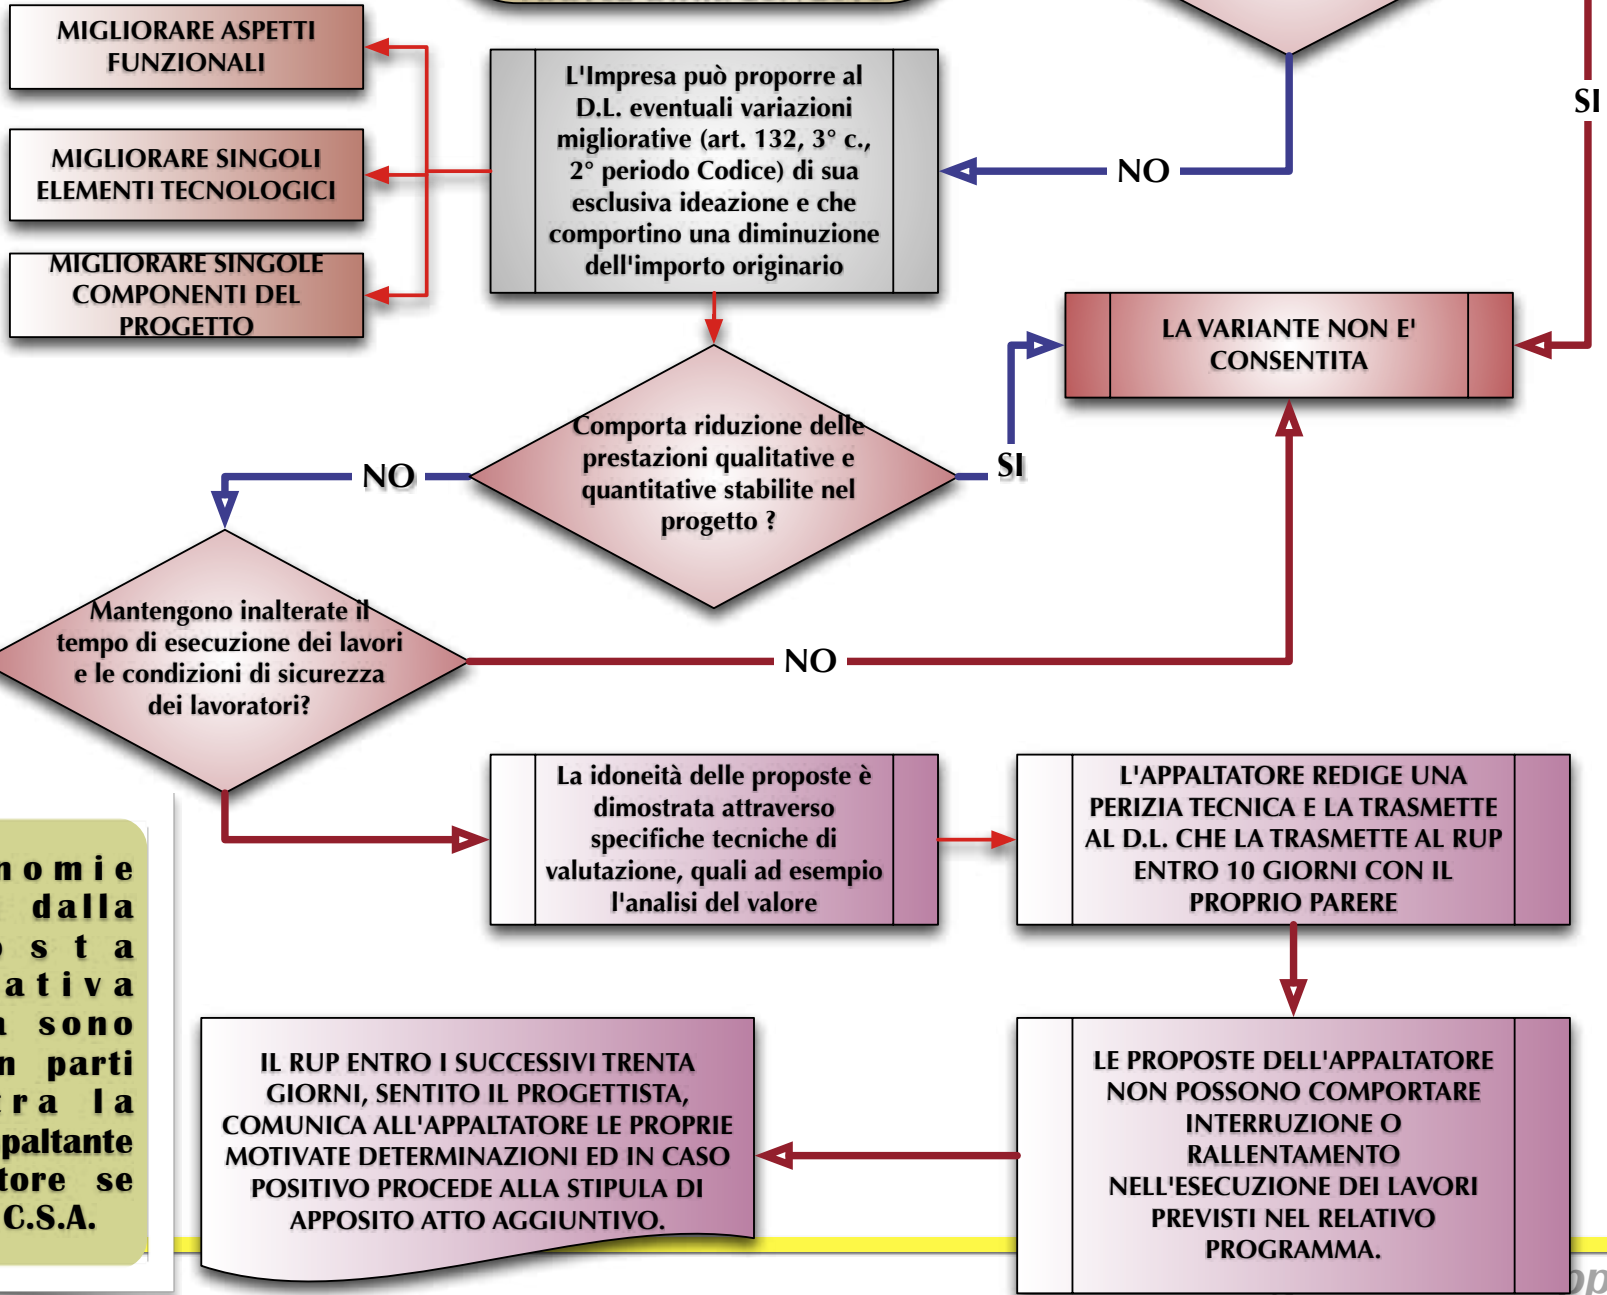 MIGLIORARE ASPETTI
FUNZIONALI
MIGLIORARE SINGOLI
ELEMENTI TECNOLOGICI
MIGLIORARE SINGOLE
COMPONENTI DEL
PROGETTO
L'Impresa può proporre al
D.L. eventuali variazioni
migliorative (art. 132, 3° c.,
2° periodo Codice) di sua
esclusiva ideazione e che
comportino una diminuzione
dell'importo originario
NO
SI
LA VARIANTE NON E'
CONSENTITA
Comporta riduzione delle
prestazioni qualitative e
quantitative stabilite nel
progetto ?
SI
NO
Mantengono inalterate il
tempo di esecuzione dei lavori
e le condizioni di sicurezza
dei lavoratori?
NO
La idoneità delle proposte è
dimostrata attraverso
specifiche tecniche di
valutazione, quali ad esempio
l'analisi del valore
L'APPALTATORE REDIGE UNA
PERIZIA TECNICA E LA TRASMETTE
AL D.L. CHE LA TRASMETTE AL RUP
ENTRO 10 GIORNI CON IL
PROPRIO PARERE
LE PROPOSTE DELL'APPALTATORE
NON POSSONO COMPORTARE
INTERRUZIONE O
RALLENTAMENTO
NELL'ESECUZIONE DEI LAVORI
PREVISTI NEL RELATIVO
PROGRAMMA.
IL RUP ENTRO I SUCCESSIVI TRENTA
GIORNI, SENTITO IL PROGETTISTA,
COMUNICA ALL'APPALTATORE LE PROPRIE
MOTIVATE DETERMINAZIONI ED IN CASO
POSITIVO PROCEDE ALLA STIPULA DI
APPOSITO ATTO AGGIUNTIVO.
nomie
dalla
osta
ativa
a sono
n parti
tra la
paltante
tore se
C.S.A.